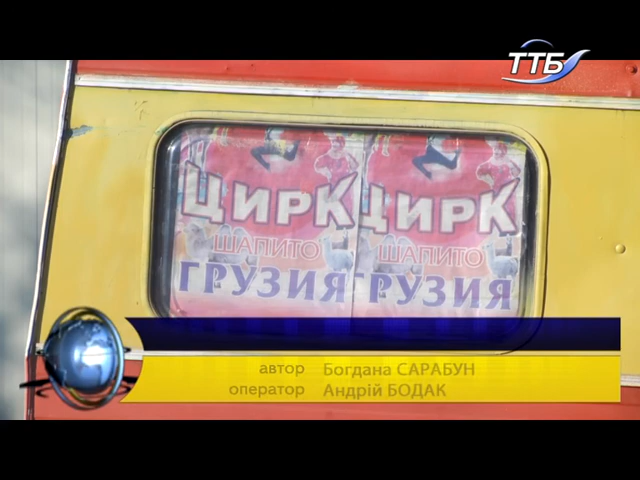 ТТБ
ЦИРК ЦИРК
ШАПИТО ШАПИТО
ГРУЗИЯ ГРУЗИЯ
автор Богдана САРАБУН
оператор Андрій БОДАК